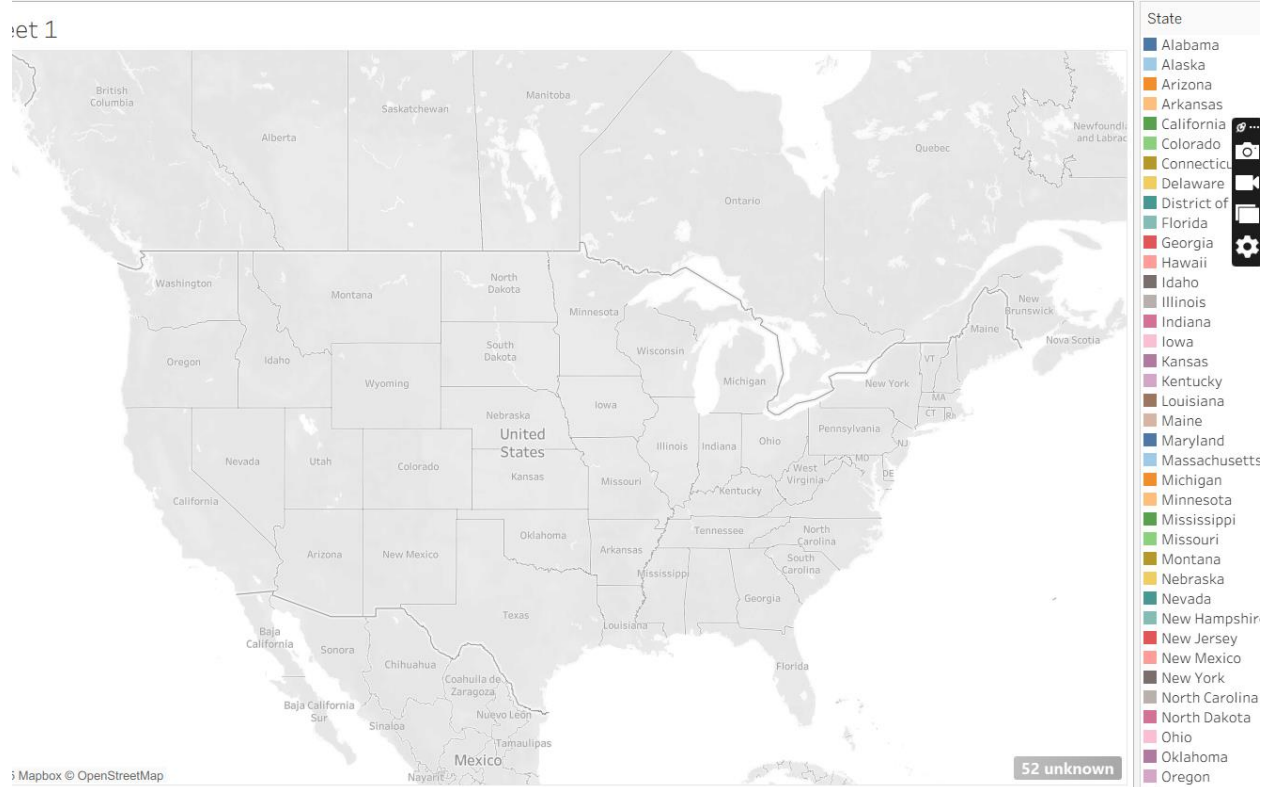 eet 1
British
Columbia
Alberta
Saskatchewan
Manitoba
Ontario
Quebec
Newfoundla
and Labrac
New
Brunswick
Nova Scotia
Washington
Montana
North
Dakota
Minnesota
Oregon
Idaho
Wyoming
South
Dakota
Wisconsin
Michigan
New York
VT
Maine
MA
CT
RI
Nebraska
Iowa
United
States
Illinois
Indiana
Ohio
Pennsylvania
NJ
MD
DE
Nevada
Utah
Colorado
Kansas
Missouri
West
Virginia
Kentucky
California
Arizona
New Mexico
Oklahoma
Arkansas
Tennessee
North
Carolina
South
Carolina
Mississippi
Georgia
Texas
Louisiana
Florida
Baja
California
Sonora
Chihuahua
Coahuila de
Zaragoza
Baja California
Sur
Sinaloa
Nuevo León
Tamaulipas
Mexico
Nayarit
Mapbox © OpenStreetMap
52 unknown
State
Alabama
Alaska
Arizona
Arkansas
California
Colorado
Connecticu
Delaware
District of
Florida
Georgia
Hawaii
Idaho
Illinois
Indiana
Iowa
Kansas
Kentucky
Louisiana
Maine
Maryland
Massachusetts
Michigan
Minnesota
Mississippi
Missouri
Montana
Nebraska
Nevada
New Hampshir
New Jersey
New Mexico
New York
North Carolina
North Dakota
Ohio
Oklahoma
Oregon